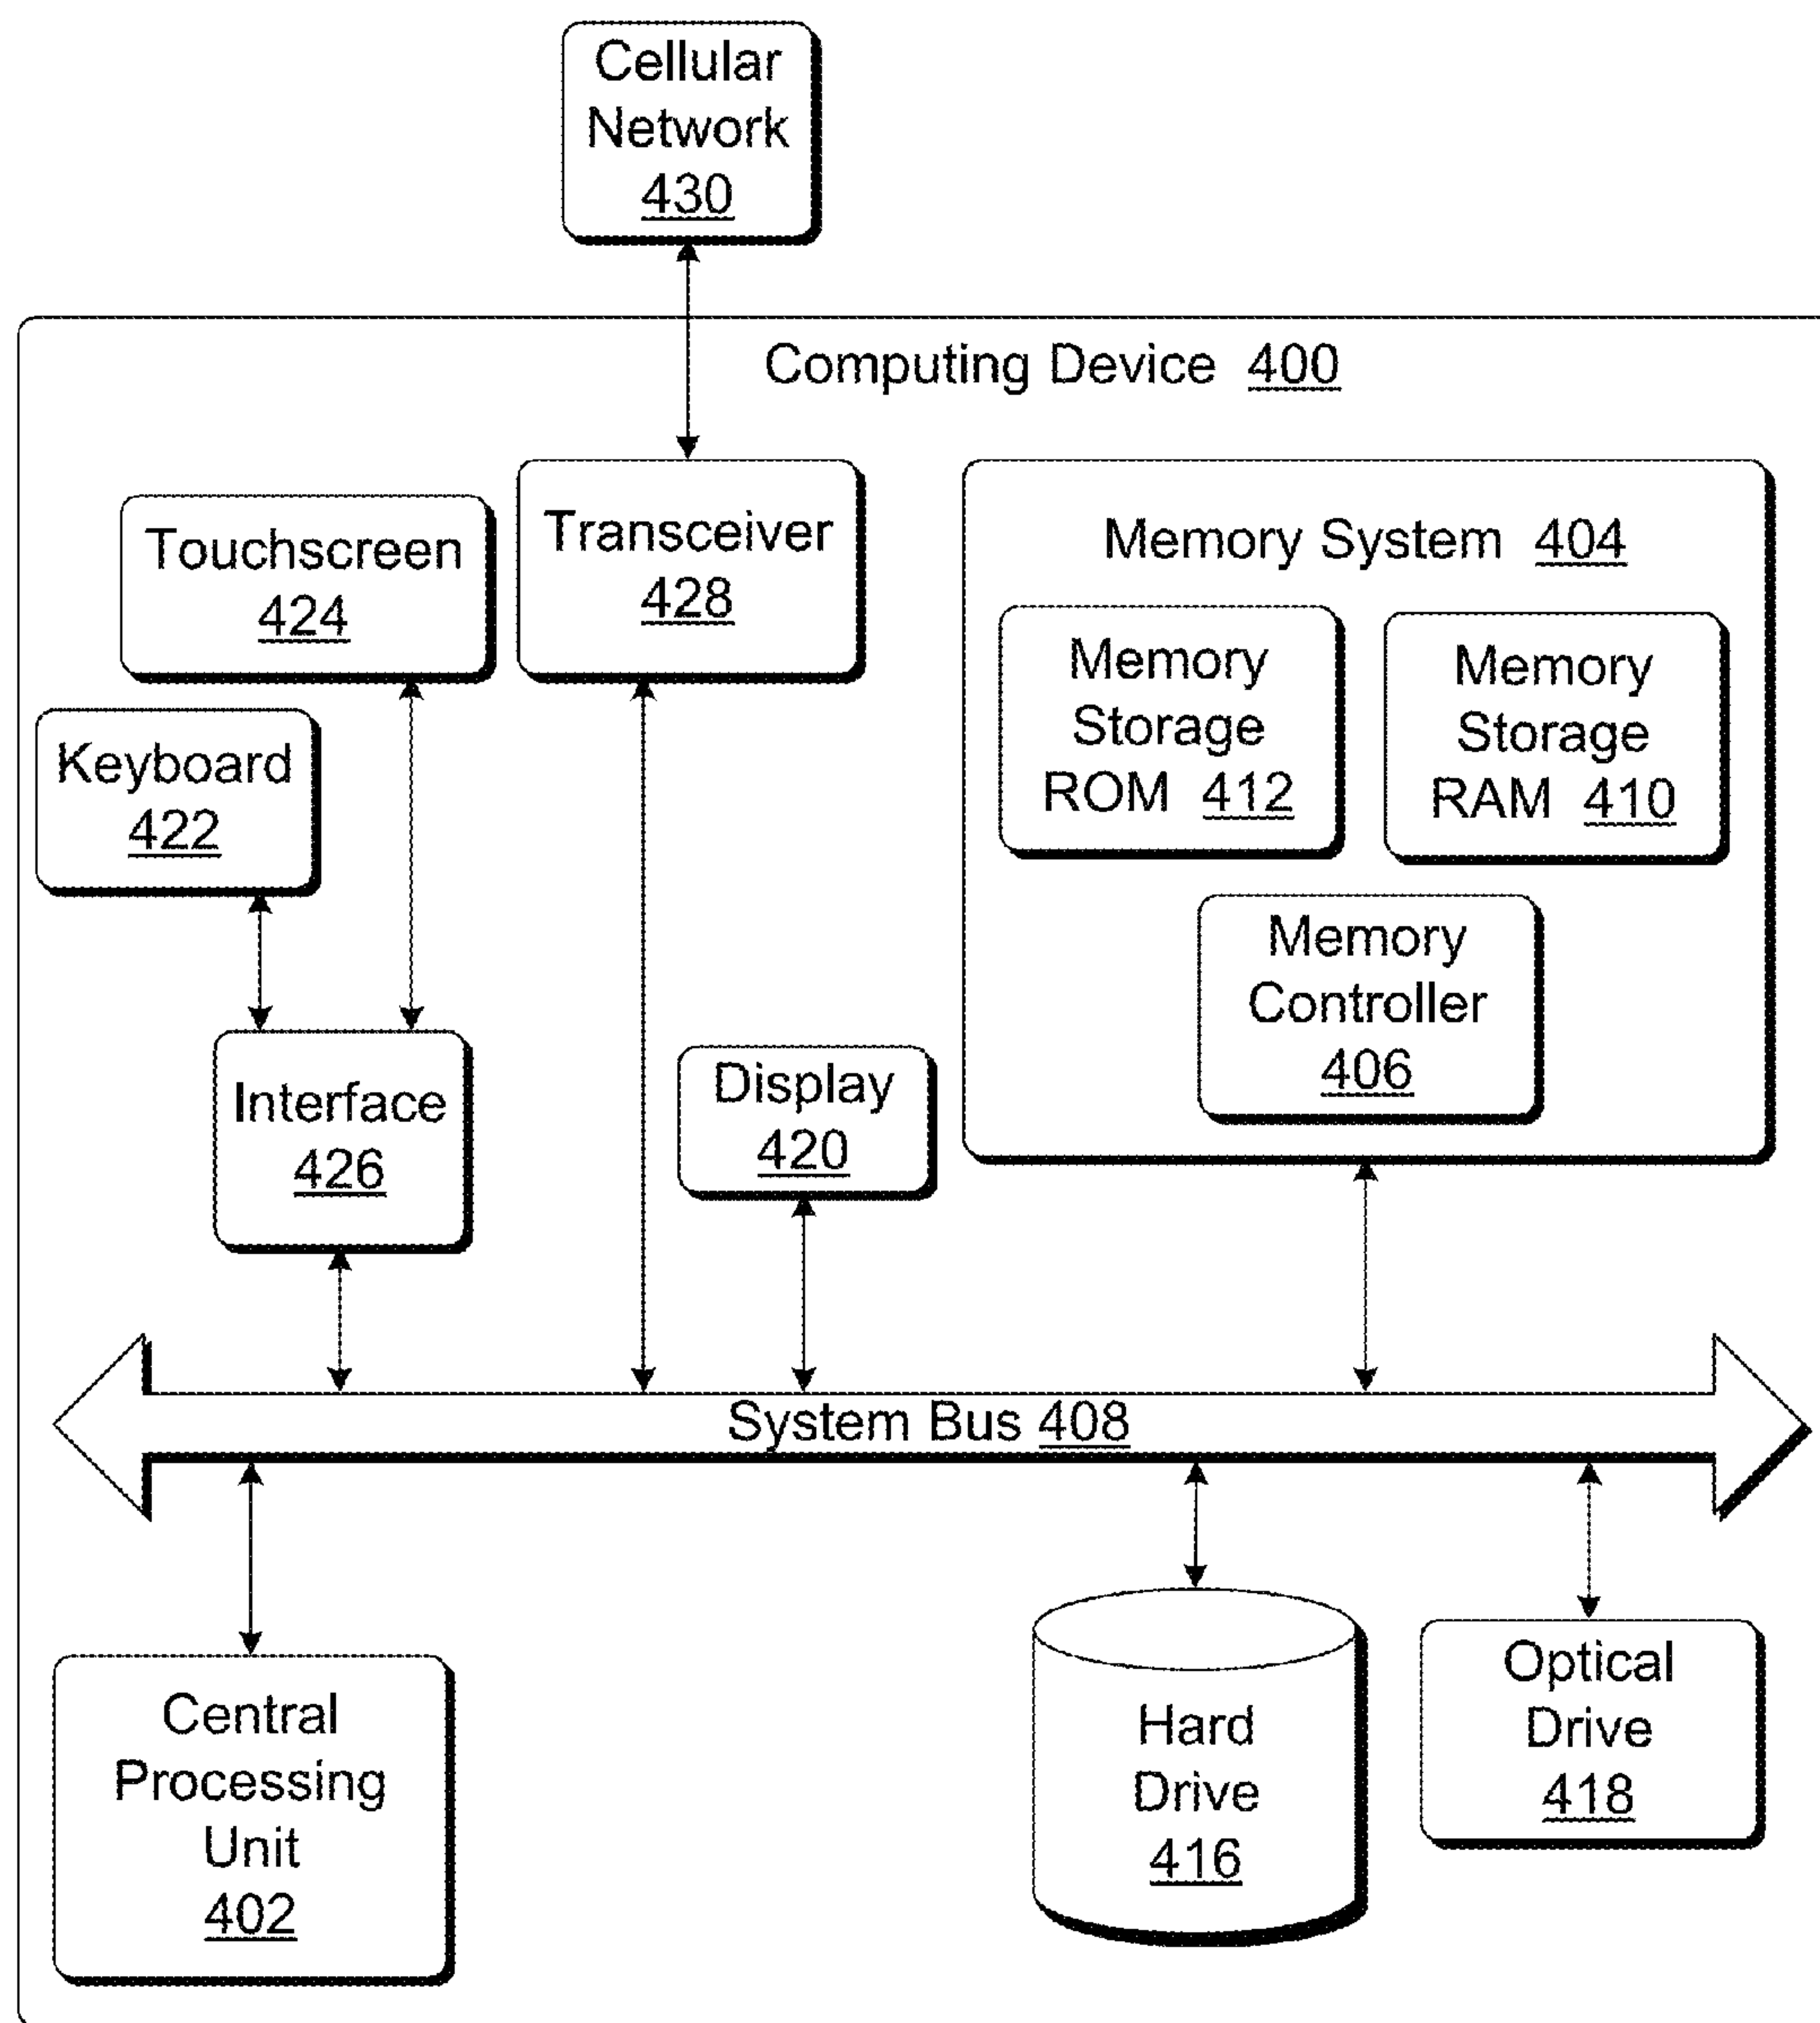 Cellular
Network
430
Computing Device 400
Touchscreen
424
Transceiver
428
Memory System 404
Memory
Storage
ROM 412
Memory
Storage
RAM 410
Keyboard
422
Memory
Controller
406
Interface
426
Display
420
System Bus 408
Central
Processing
Unit
402
Hard
Drive
416
Optical
Drive
418